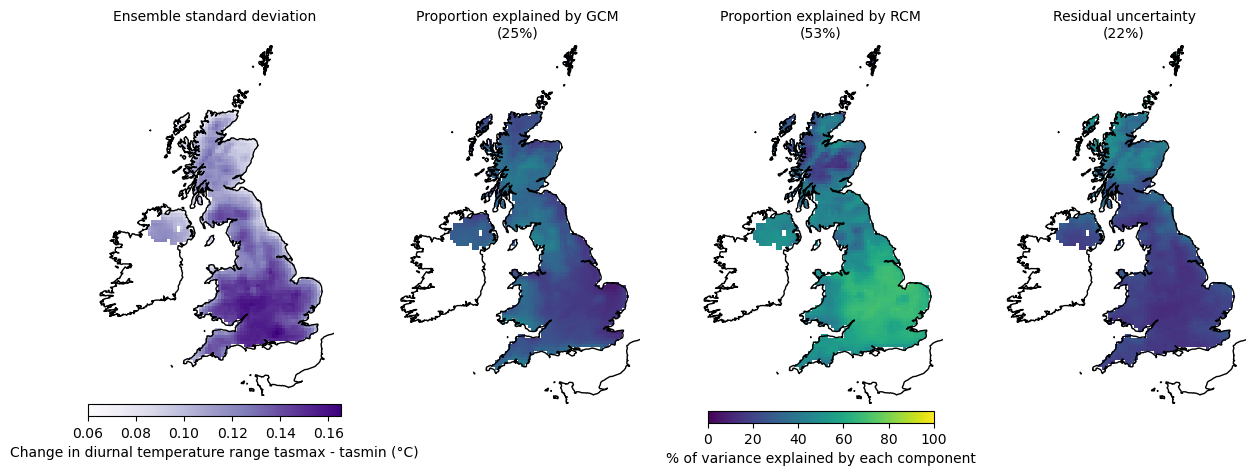 Ensemble standard deviation
Proportion explained by GCM
(25%)
Proportion explained by RCM
(53%)
Residual uncertainty
(22%)
0.06 0.08 0.10 0.12 0.14 0.16
Change in diurnal temperature range tasmax - tasmin (°C)
0 20 40 60 80 100
% of variance explained by each component